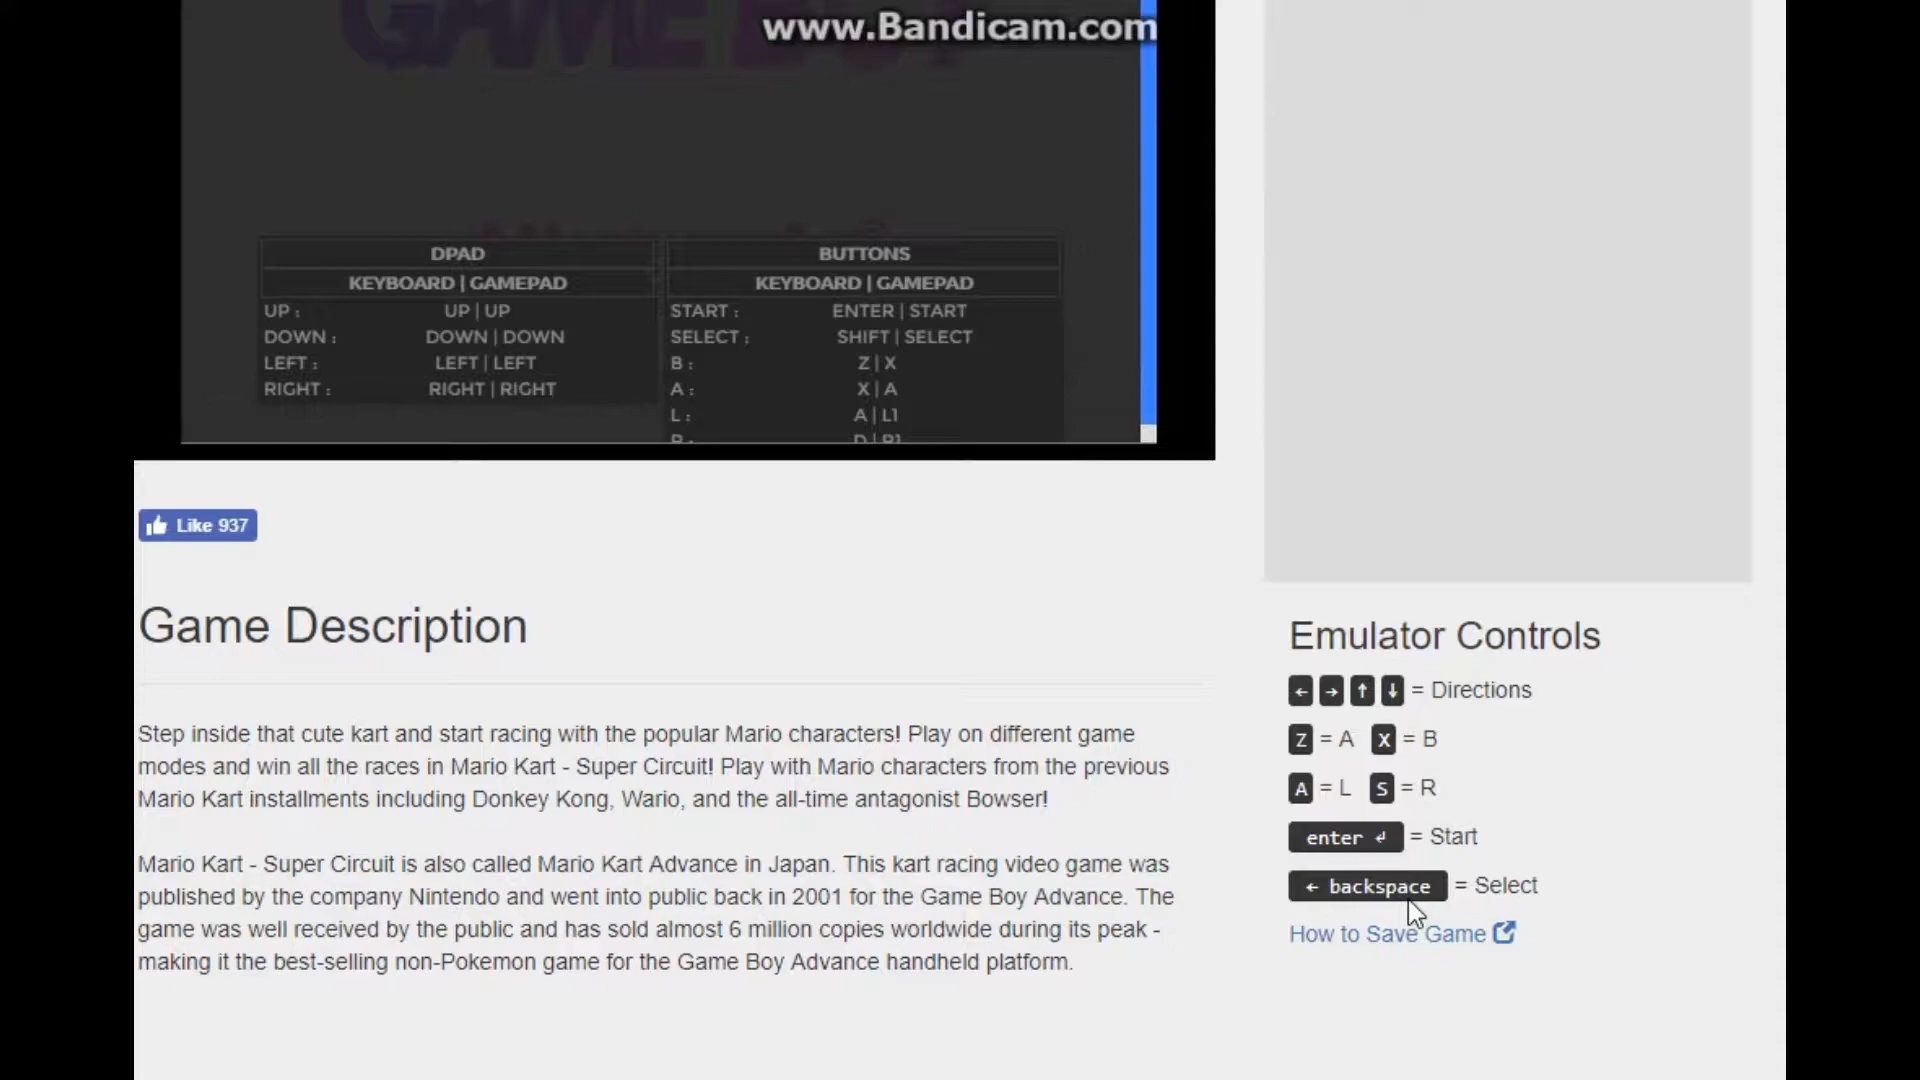 GAME BOY
www.Bandicam.com
DPAD
KEYBOARD | GAMEPAD
UP : UP | UP
DOWN : DOWN | DOWN
LEFT : LEFT | LEFT
RIGHT : RIGHT | RIGHT
BUTTONS
KEYBOARD | GAMEPAD
START : ENTER | START
SELECT : SHIFT | SELECT
B : Z | X
A : X | A
L : A | L1
R : D | R1
Like 937
Game Description
Step inside that cute kart and start racing with the popular Mario characters! Play on different game
modes and win all the races in Mario Kart - Super Circuit! Play with Mario characters from the previous
Mario Kart installments including Donkey Kong, Wario, and the all-time antagonist Bowser!
Mario Kart - Super Circuit is also called Mario Kart Advance in Japan. This kart racing video game was
published by the company Nintendo and went into public back in 2001 for the Game Boy Advance. The
game was well received by the public and has sold almost 6 million copies worldwide during its peak -
making it the best-selling non-Pokemon game for the Game Boy Advance handheld platform.
Emulator Controls
← → ↑ ↓ = Directions
Z = A X = B
A = L S = R
enter ↲ = Start
← backspace = Select
How to Save Game